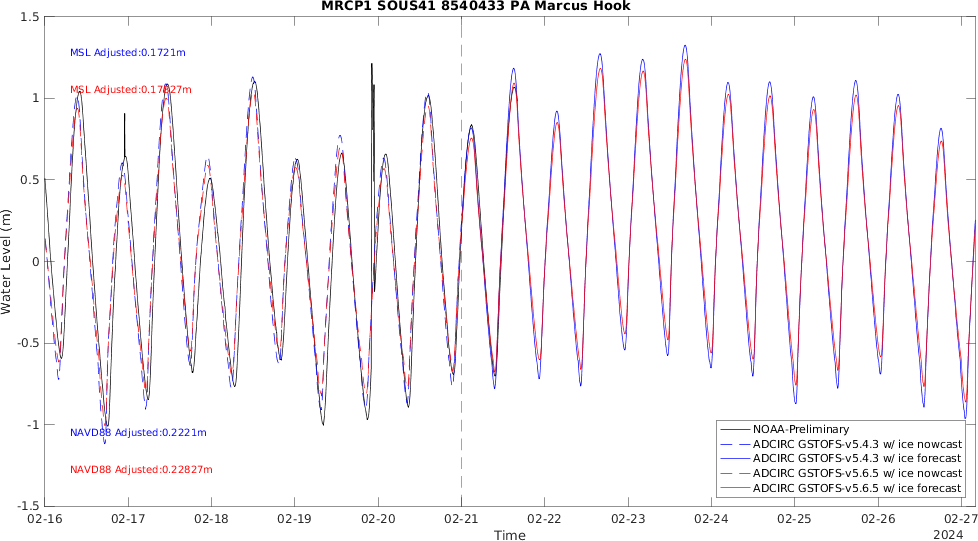 MRCP1 SOUS41 8540433 PA Marcus Hook
1.5
1
0.5
0
-0.5
-1
-1.5
Water Level (m)
MSL Adjusted:0.1721m
NAVD88 Adjusted:0.2221m
NAVD88 Adjusted:0.22827m
NOAA-Preliminary
ADCIRC GSTOFS-v5.4.3 w/ ice nowcast
ADCIRC GSTOFS-v5.4.3 w/ ice forecast
ADCIRC GSTOFS-v5.6.5 w/ ice nowcast
ADCIRC GSTOFS-v5.6.5 w/ ice forecast
02-16 02-17 02-18 02-19 02-20 02-21 02-22 02-23 02-24 02-25 02-26 02-27
Time
2024
MSL